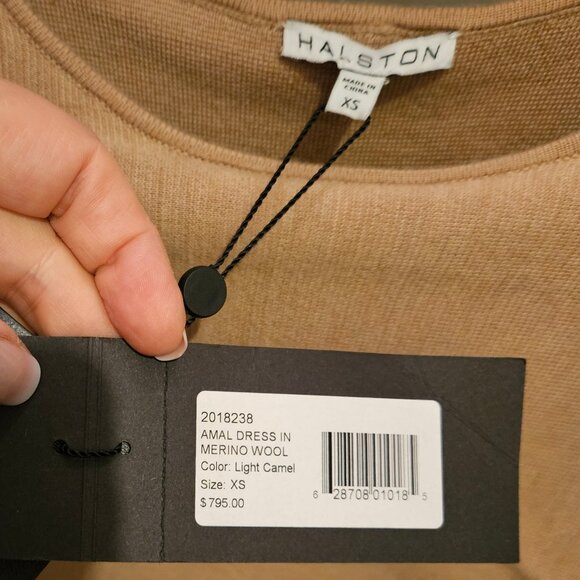 HALSTON
MADE IN
CHINA
XS
2018238
AMAL DRESS IN
MERINO WOOL
Color: Light Camel
Size: XS
$795.00
6 28708 01018 5